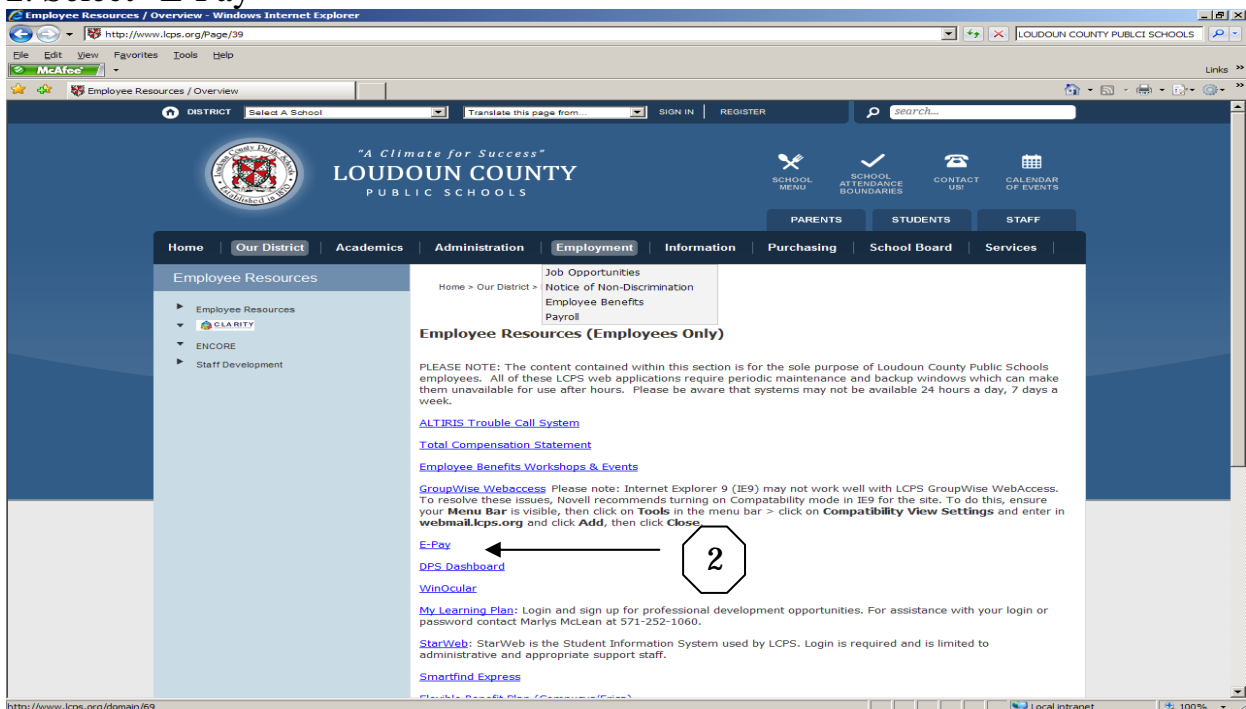 2. Select "E-Pay"
Employee Resources / Overview - Windows Internet Explorer
http://www.lcps.org/Page/39
LOUDOUN COUNTY PUBLCI SCHOOLS
File Edit View Favorites Tools Help
McAfee
Links »
Employee Resources / Overview
DISTRICT Select A School Translate this page from... SIGN IN REGISTER search...
"A Climate for Success"
LOUDOUN COUNTY
PUBLIC SCHOOLS
SCHOOL MENU
SCHOOL ATTENDANCE BOUNDARIES
CONTACT US!
CALENDAR OF EVENTS
PARENTS STUDENTS STAFF
Home Our District Academics Administration Employment Information Purchasing School Board Services
Employee Resources
Employee Resources
CLARITY
ENCORE
Staff Development
Job Opportunities
Notice of Non-Discrimination
Employee Benefits
Payroll
Home > Our District >
Employee Resources (Employees Only)
PLEASE NOTE: The content contained within this section is for the sole purpose of Loudoun County Public Schools
employees. All of these LCPS web applications require periodic maintenance and backup windows which can make
them unavailable for use after hours. Please be aware that systems may not be available 24 hours a day, 7 days a
week.
ALTIRIS Trouble Call System
Total Compensation Statement
Employee Benefits Workshops & Events
GroupWise Webaccess Please note: Internet Explorer 9 (IE9) may not work well with LCPS GroupWise WebAccess.
To resolve these issues, Novell recommends turning on Compatability mode in IE9 for the site. To do this, ensure
your Menu Bar is visible, then click on Tools in the menu bar > click on Compatibility View Settings and enter in
webmail.lcps.org and click Add, then click Close.
E-Pay
2
DPS Dashboard
WinOcular
My Learning Plan: Login and sign up for professional development opportunities. For assistance with your login or
password contact Marlys McLean at 571-252-1060.
StarWeb: StarWeb is the Student Information System used by LCPS. Login is required and is limited to
administrative and appropriate support staff.
Smartfind Express
http://www.lcps.org/domain/69
Local intranet
100%